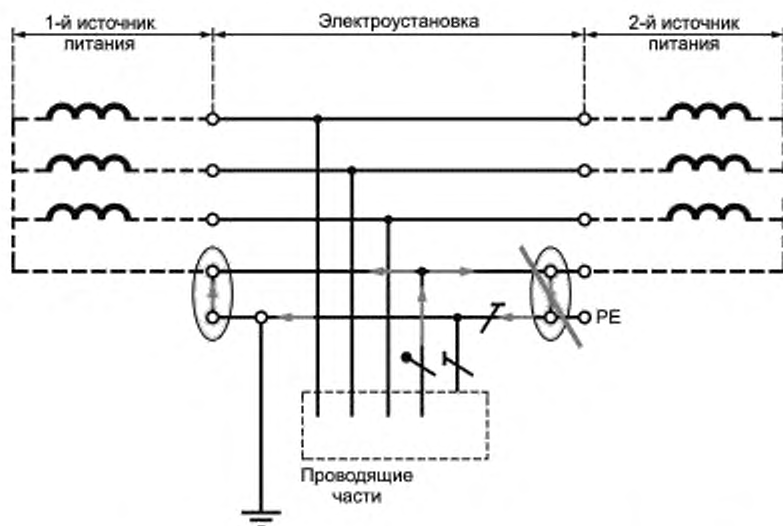 1-й источник
питания
Электроустановка
2-й источник
питания
PE
Проводящие
части